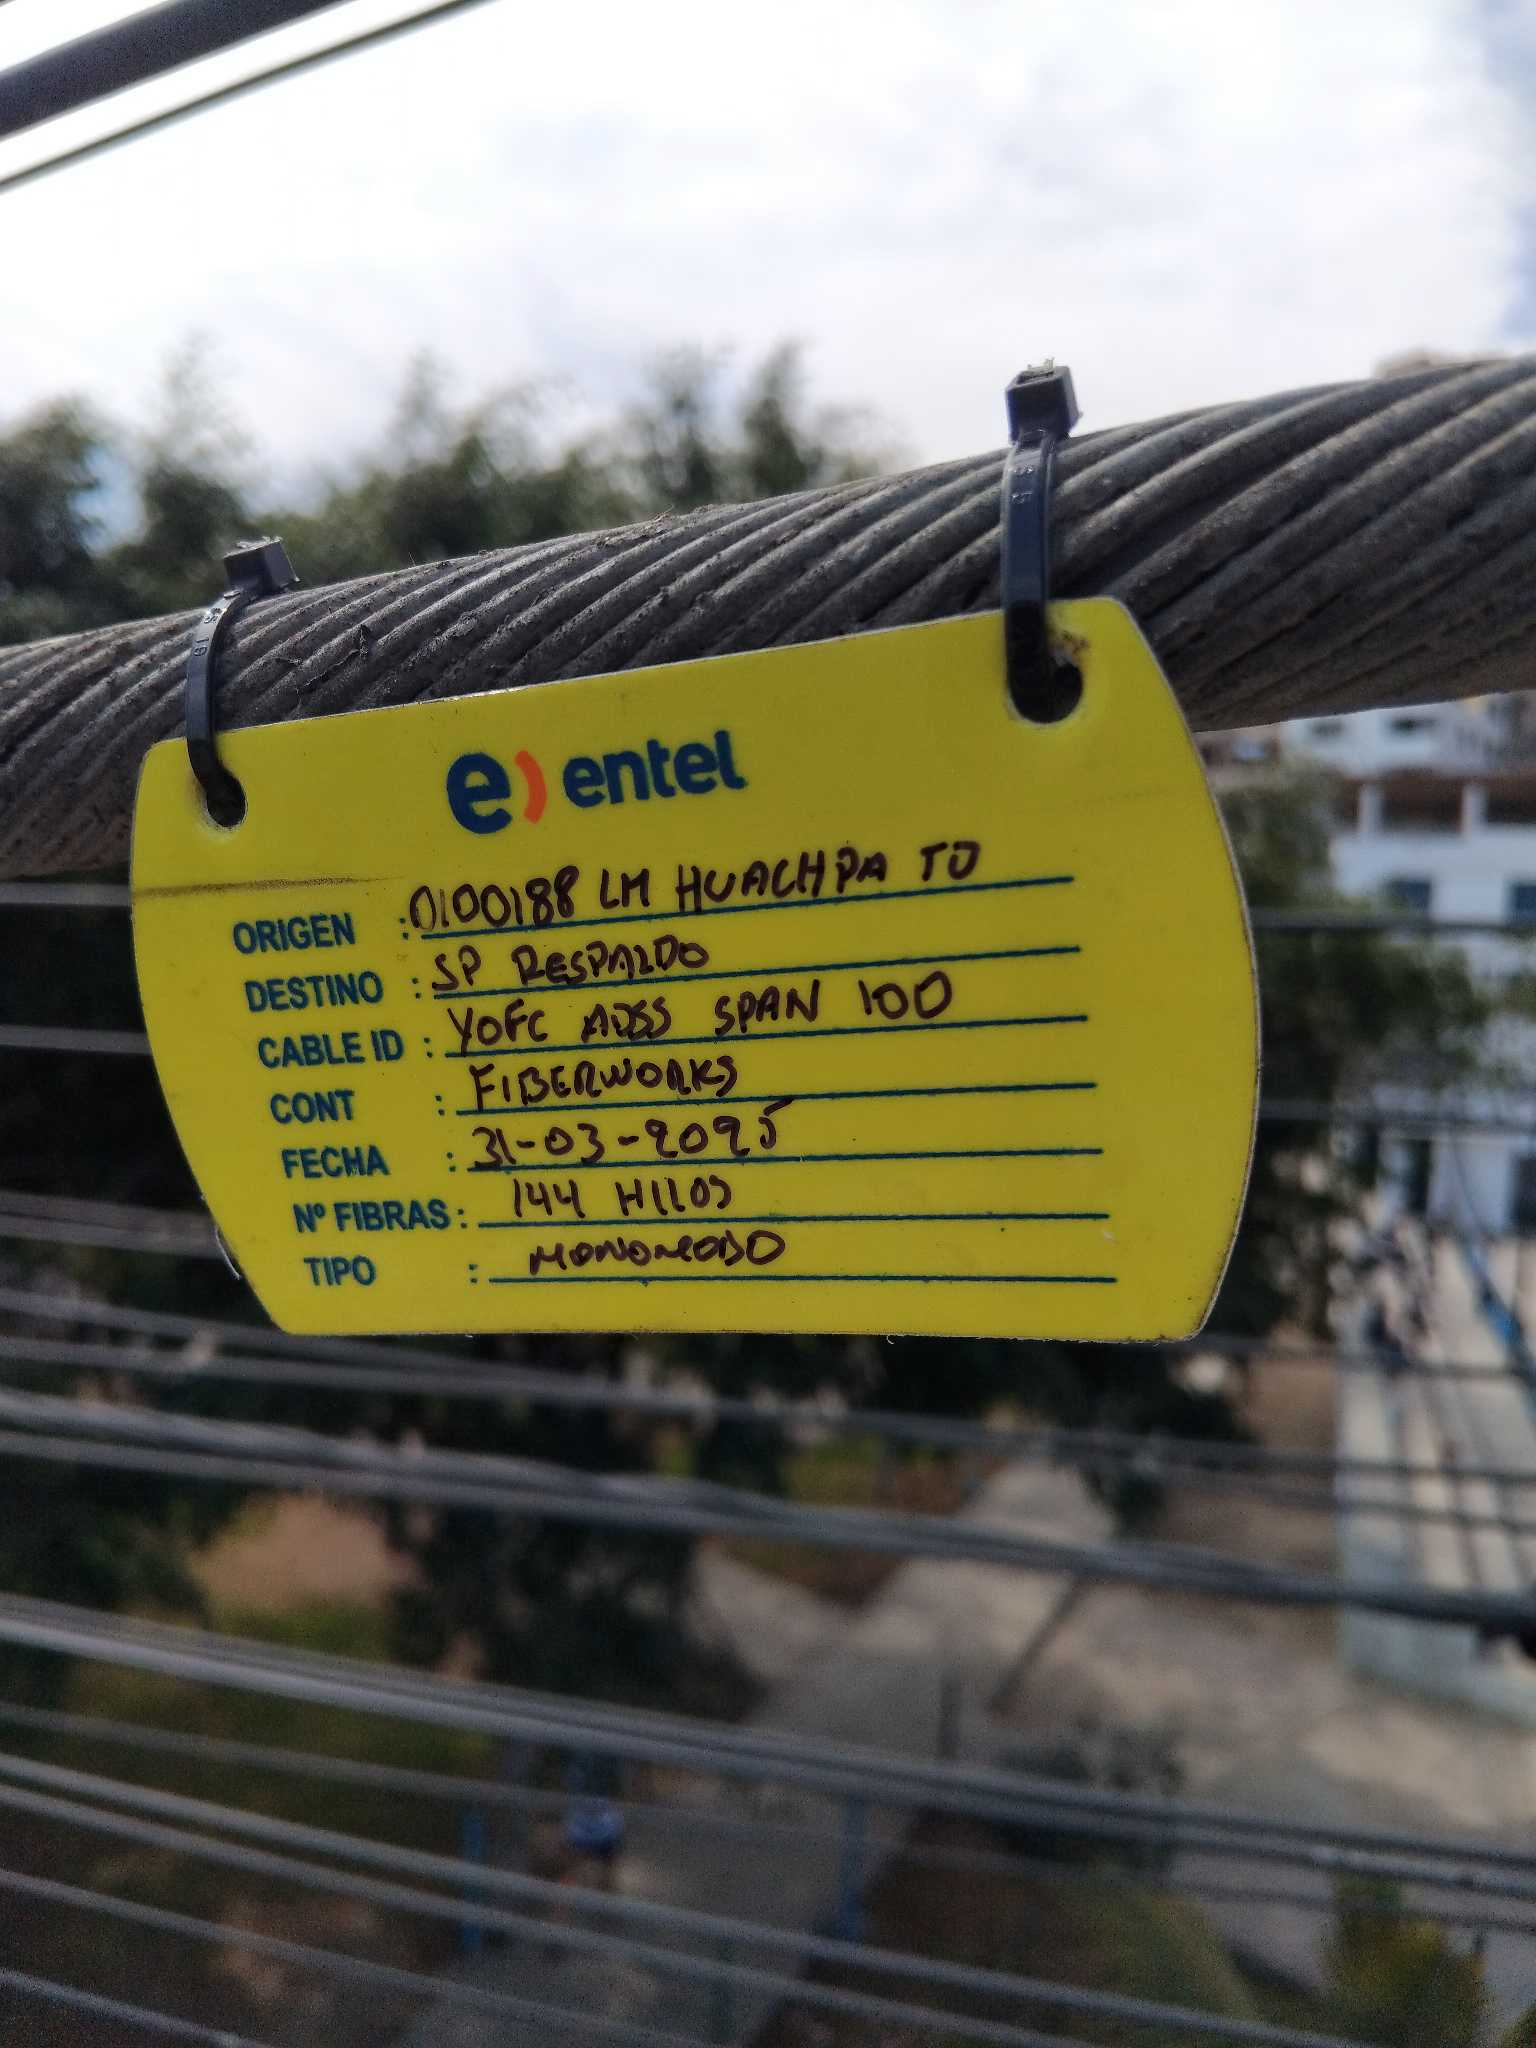 e) entel
ORIGEN : 0100188 LM HUACHPA TO
DESTINO : SP RESPALDO
CABLE ID : YOFC ADSS SPAN 100
CONT : FIBERWORKS
FECHA : 31-03-2025
Nº FIBRAS : 144 HILOS
TIPO : MONOMODO